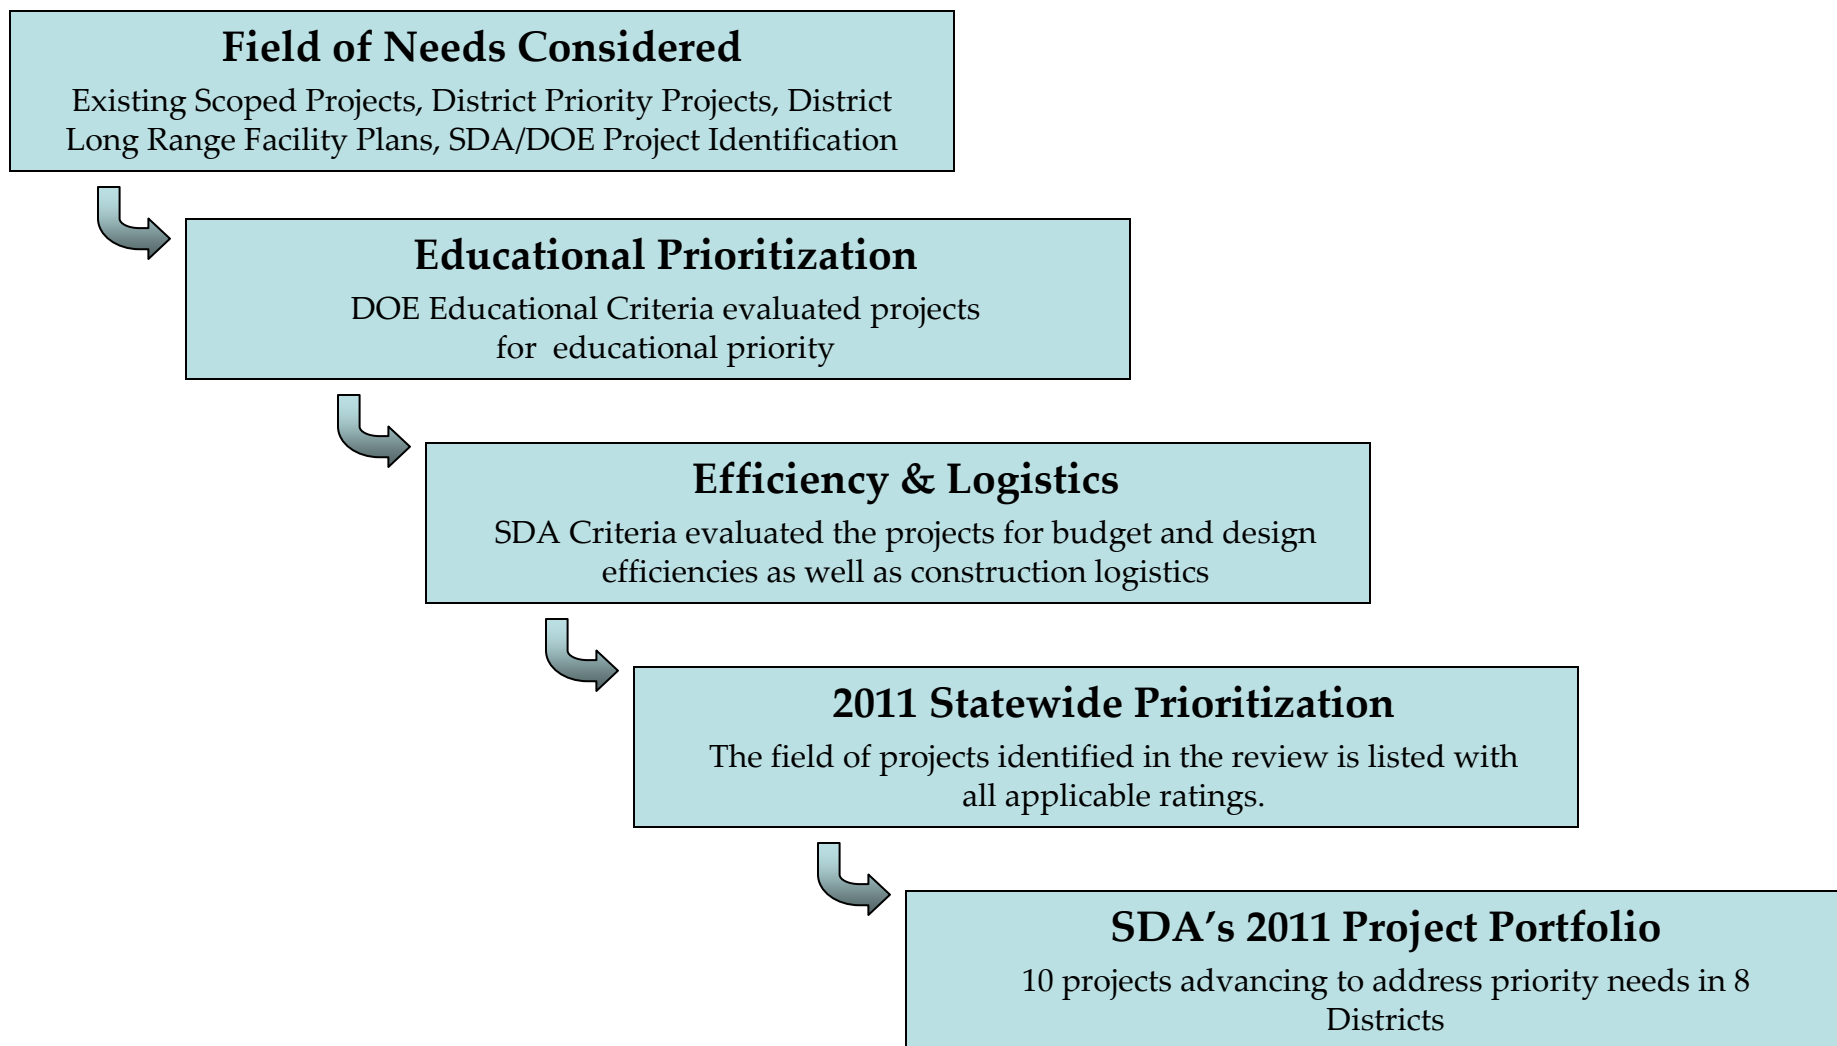 Field of Needs Considered
Existing Scoped Projects, District Priority Projects, District
Long Range Facility Plans, SDA/DOE Project Identification
Educational Prioritization
DOE Educational Criteria evaluated projects
for educational priority
Efficiency & Logistics
SDA Criteria evaluated the projects for budget and design
efficiencies as well as construction logistics
2011 Statewide Prioritization
The field of projects identified in the review is listed with
all applicable ratings.
SDA’s 2011 Project Portfolio
10 projects advancing to address priority needs in 8
Districts